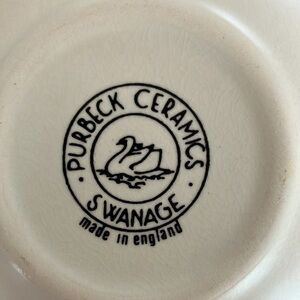 · PURBECK CERAMICS ·
SWANAGE
made in england